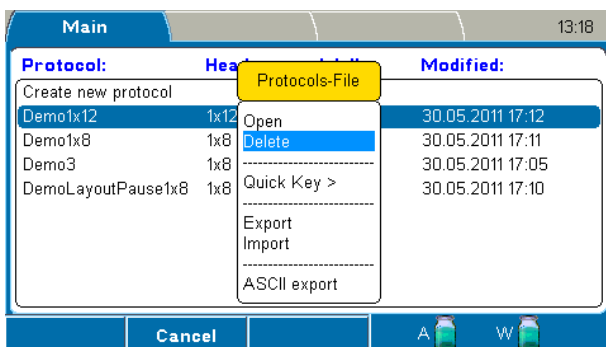 Main 13:18
Protocol: Modified:
Protocols-File
Create new protocol
Demo1x12 1x12 30.05.2011 17:12
Demo1x8 1x8 30.05.2011 17:11
Demo3 1x8 30.05.2011 17:05
DemoLayoutPause1x8 1x8 30.05.2011 17:10
Open
Delete
Quick Key >
Export
Import
ASCII export
Cancel A W